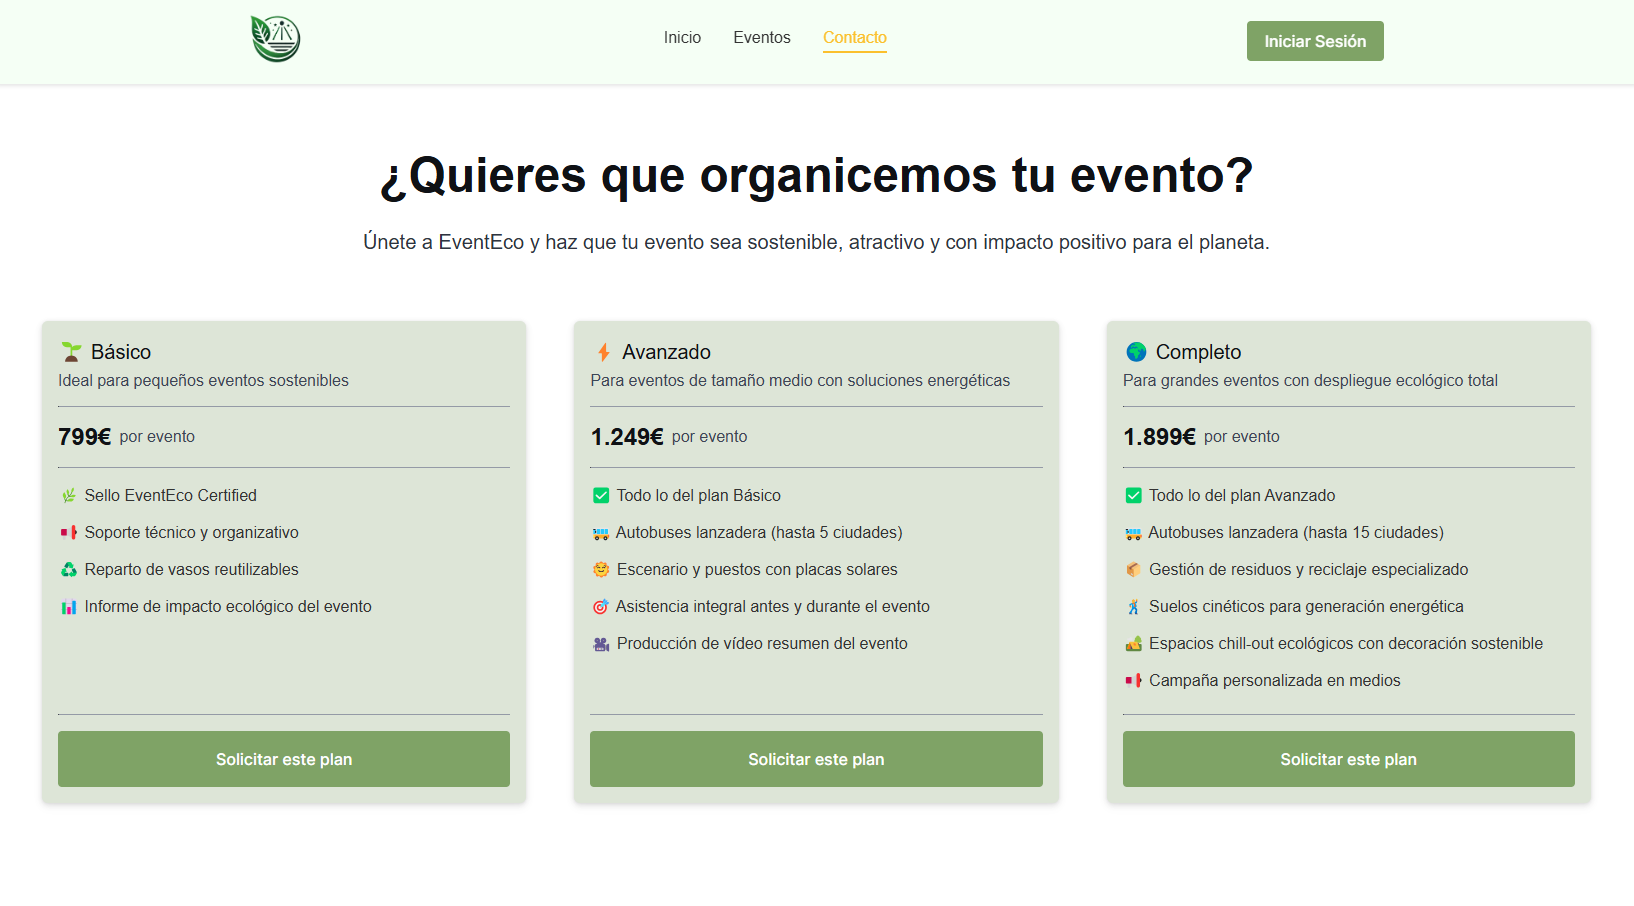 Inicio
Eventos
Contacto
Iniciar Sesión
¿Quieres que organicemos tu evento?
Únete a EventEco y haz que tu evento sea sostenible, atractivo y con impacto positivo para el planeta.
Básico
Ideal para pequeños eventos sostenibles
799€ por evento
Sello EventEco Certified
Soporte técnico y organizativo
Reparto de vasos reutilizables
Informe de impacto ecológico del evento
Solicitar este plan
Avanzado
Para eventos de tamaño medio con soluciones energéticas
1.249€ por evento
Todo lo del plan Básico
Autobuses lanzadera (hasta 5 ciudades)
Escenario y puestos con placas solares
Asistencia integral antes y durante el evento
Producción de vídeo resumen del evento
Solicitar este plan
Completo
Para grandes eventos con despliegue ecológico total
1.899€ por evento
Todo lo del plan Avanzado
Autobuses lanzadera (hasta 15 ciudades)
Gestión de residuos y reciclaje especializado
Suelos cinéticos para generación energética
Espacios chill-out ecológicos con decoración sostenible
Campaña personalizada en medios
Solicitar este plan